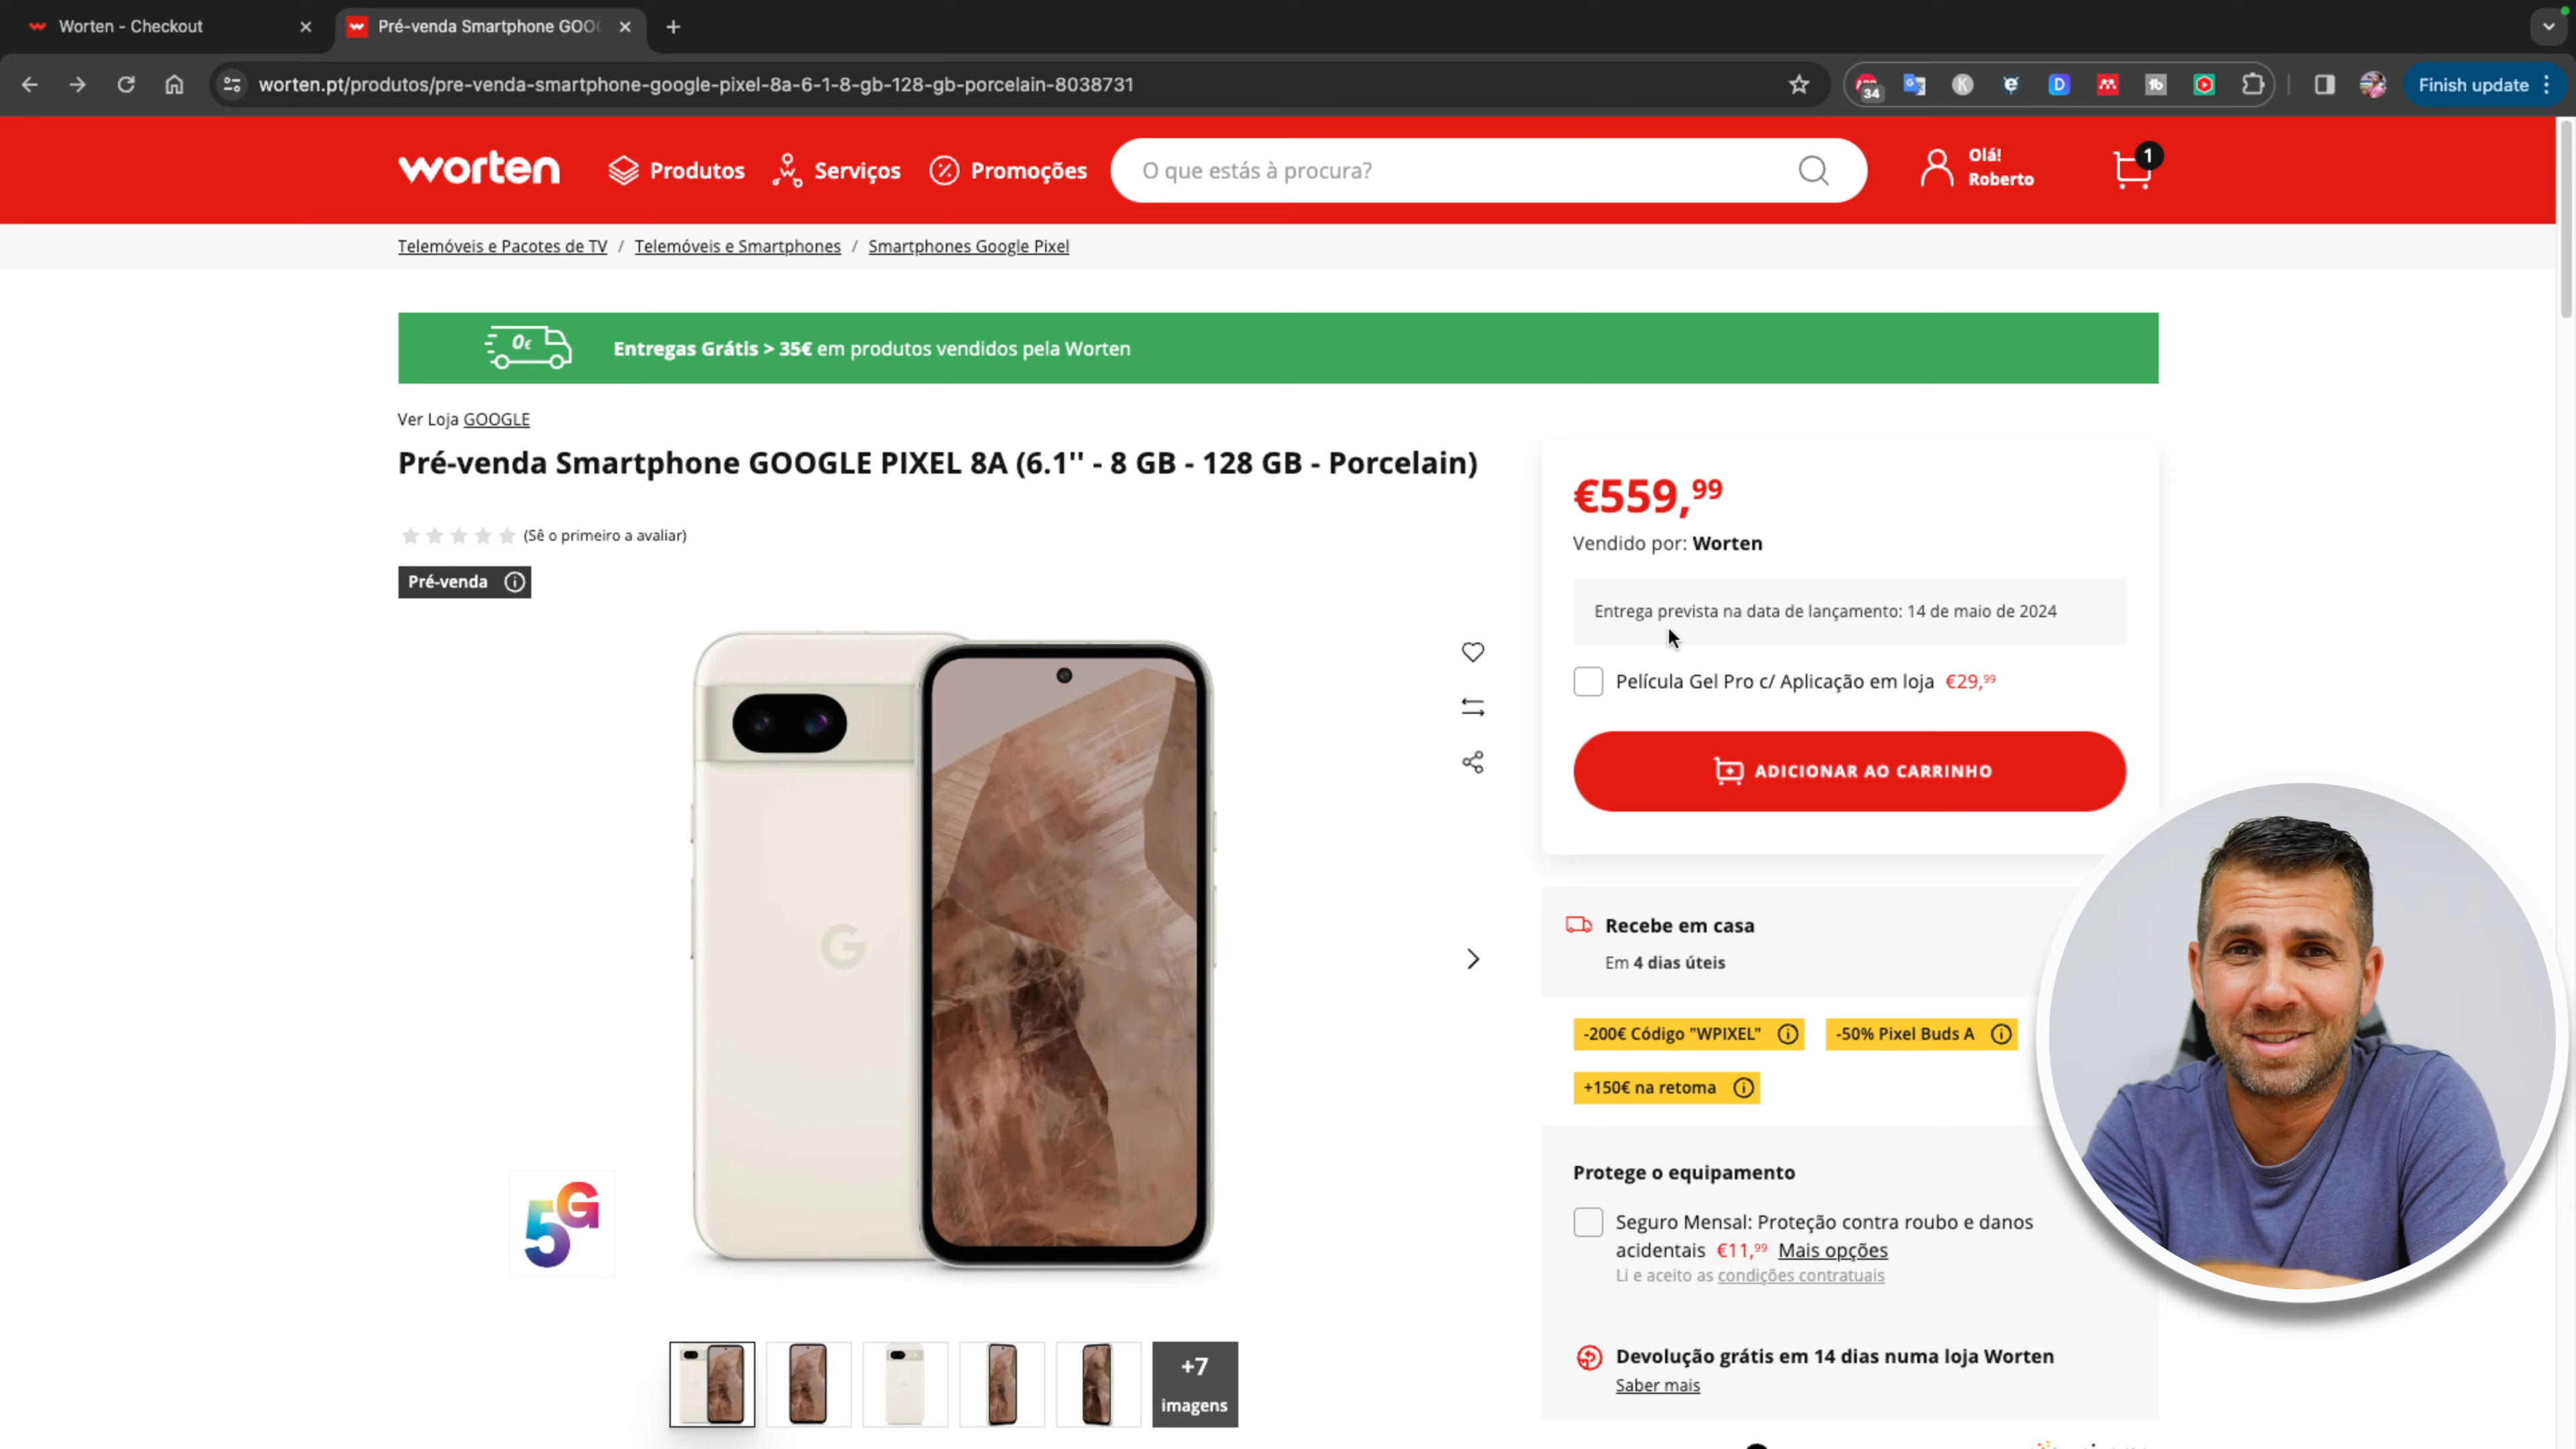 Worten - Checkout
Pré-venda Smartphone GOO
worten.pt/produtos/pre-venda-smartphone-google-pixel-8a-6-1-8-gb-128-gb-porcelain-8038731
34
Finish update
worten
Produtos
Serviços
Promoções
O que estás à procura?
Olá!
Roberto
1
Telemóveis e Pacotes de TV / Telemóveis e Smartphones / Smartphones Google Pixel
0€
Entregas Grátis > 35€ em produtos vendidos pela Worten
Ver Loja GOOGLE
Pré-venda Smartphone GOOGLE PIXEL 8A (6.1'' - 8 GB - 128 GB - Porcelain)
(Sê o primeiro a avaliar)
Pré-venda
€559,99
Vendido por: Worten
Entrega prevista na data de lançamento: 14 de maio de 2024
Película Gel Pro c/ Aplicação em loja €29,99
ADICIONAR AO CARRINHO
Recebe em casa
Em 4 dias úteis
-200€ Código "WPIXEL"
-50% Pixel Buds A
+150€ na retoma
Protege o equipamento
Seguro Mensal: Proteção contra roubo e danos
acidentais €11,99 Mais opções
Li e aceito as condições contratuais
Devolução grátis em 14 dias numa loja Worten
Saber mais
G
5G
+7
imagens